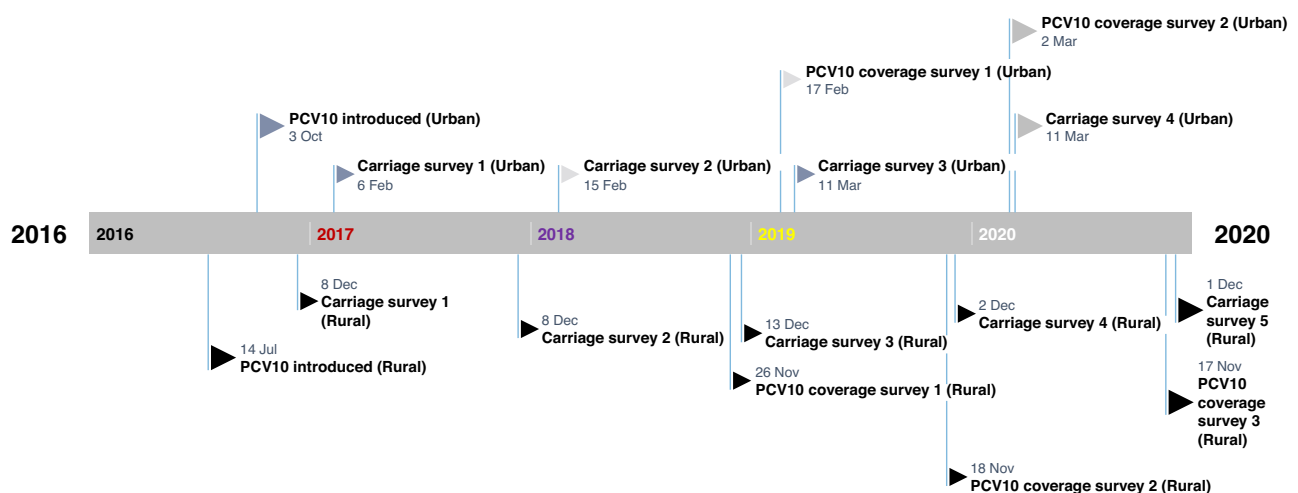 PCV10 coverage survey 2 (Urban)
2 Mar
PCV10 coverage survey 1 (Urban)
17 Feb
PCV10 introduced (Urban)
3 Oct
Carriage survey 4 (Urban)
11 Mar
Carriage survey 1 (Urban)
6 Feb
Carriage survey 2 (Urban)
15 Feb
Carriage survey 3 (Urban)
11 Mar
2016 2016 2017 2018 2019 2020 2020
8 Dec
Carriage survey 1
(Rural)
14 Jul
PCV10 introduced (Rural)
8 Dec
Carriage survey 2 (Rural)
13 Dec
Carriage survey 3 (Rural)
26 Nov
PCV10 coverage survey 1 (Rural)
2 Dec
Carriage survey 4 (Rural)
18 Nov
PCV10 coverage survey 2 (Rural)
1 Dec
Carriage
survey 5
(Rural)
17 Nov
PCV10
coverage
survey 3
(Rural)